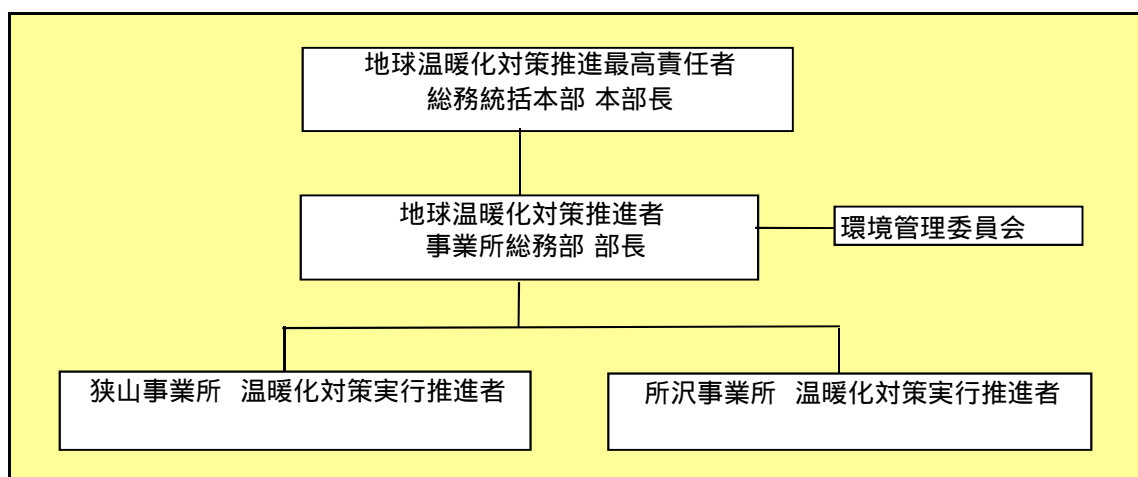 地球温暖化対策推進最高責任者
総務統括本部 本部長
地球温暖化対策推進者
事業所総務部 部長
環境管理委員会
狭山事業所 温暖化対策実行推進者
所沢事業所 温暖化対策実行推進者